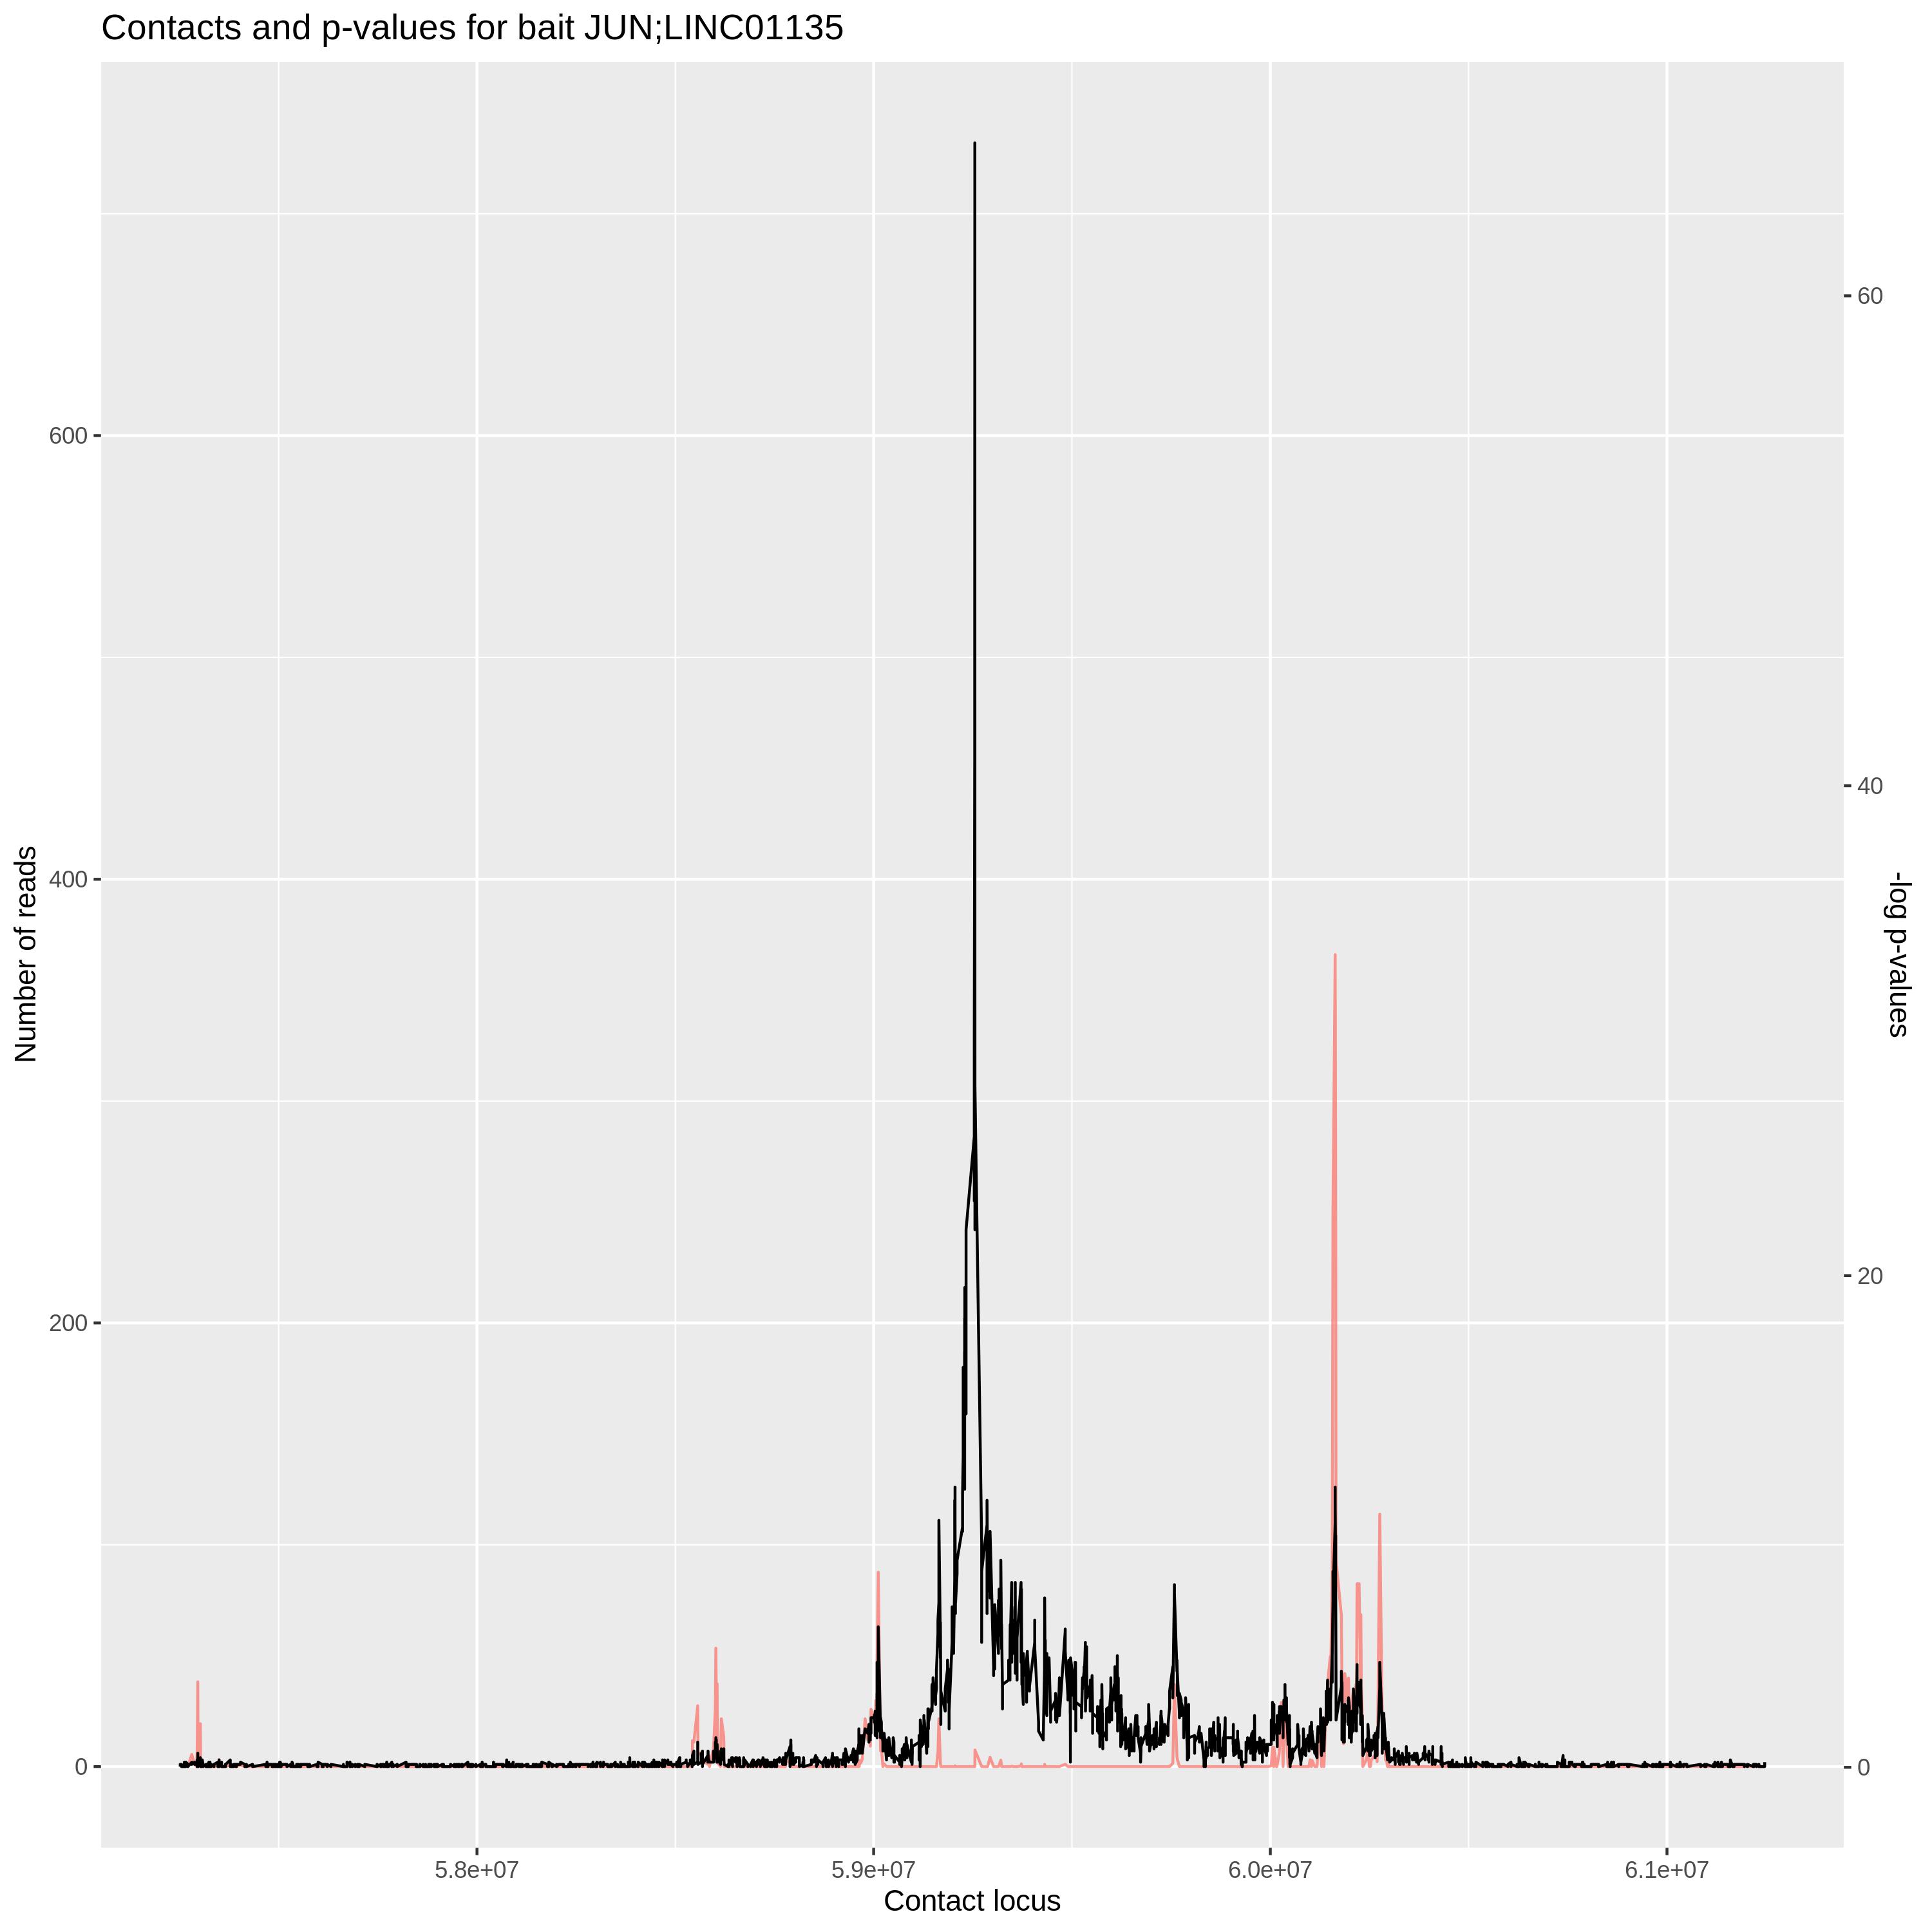 Contacts and p-values for bait JUN;LINC01135
600
400
200
0
60
40
20
0
Number of reads
-log p-values
5.8e+07
5.9e+07
6.0e+07
6.1e+07
Contact locus